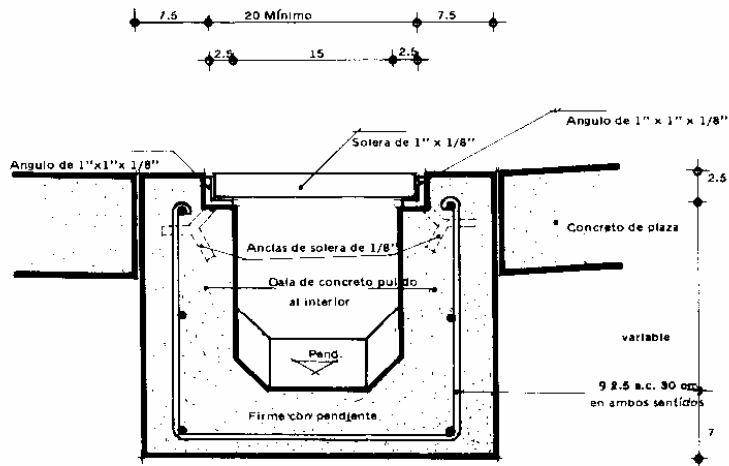 7.5 20 Mínimo 7.5
2.5 15 2.5
Angulo de 1" x 1" x 1/8"
Solera de 1" x 1/8"
Angulo de 1"x1"x 1/8"
2.5
Concreto de plaza
Anclas de solera de 1/8"
Dala de concreto pulido
al interior
variable
Pend.
9 2.5 a.c. 30 cm
en ambos sentidos
Firme con pendiente
7